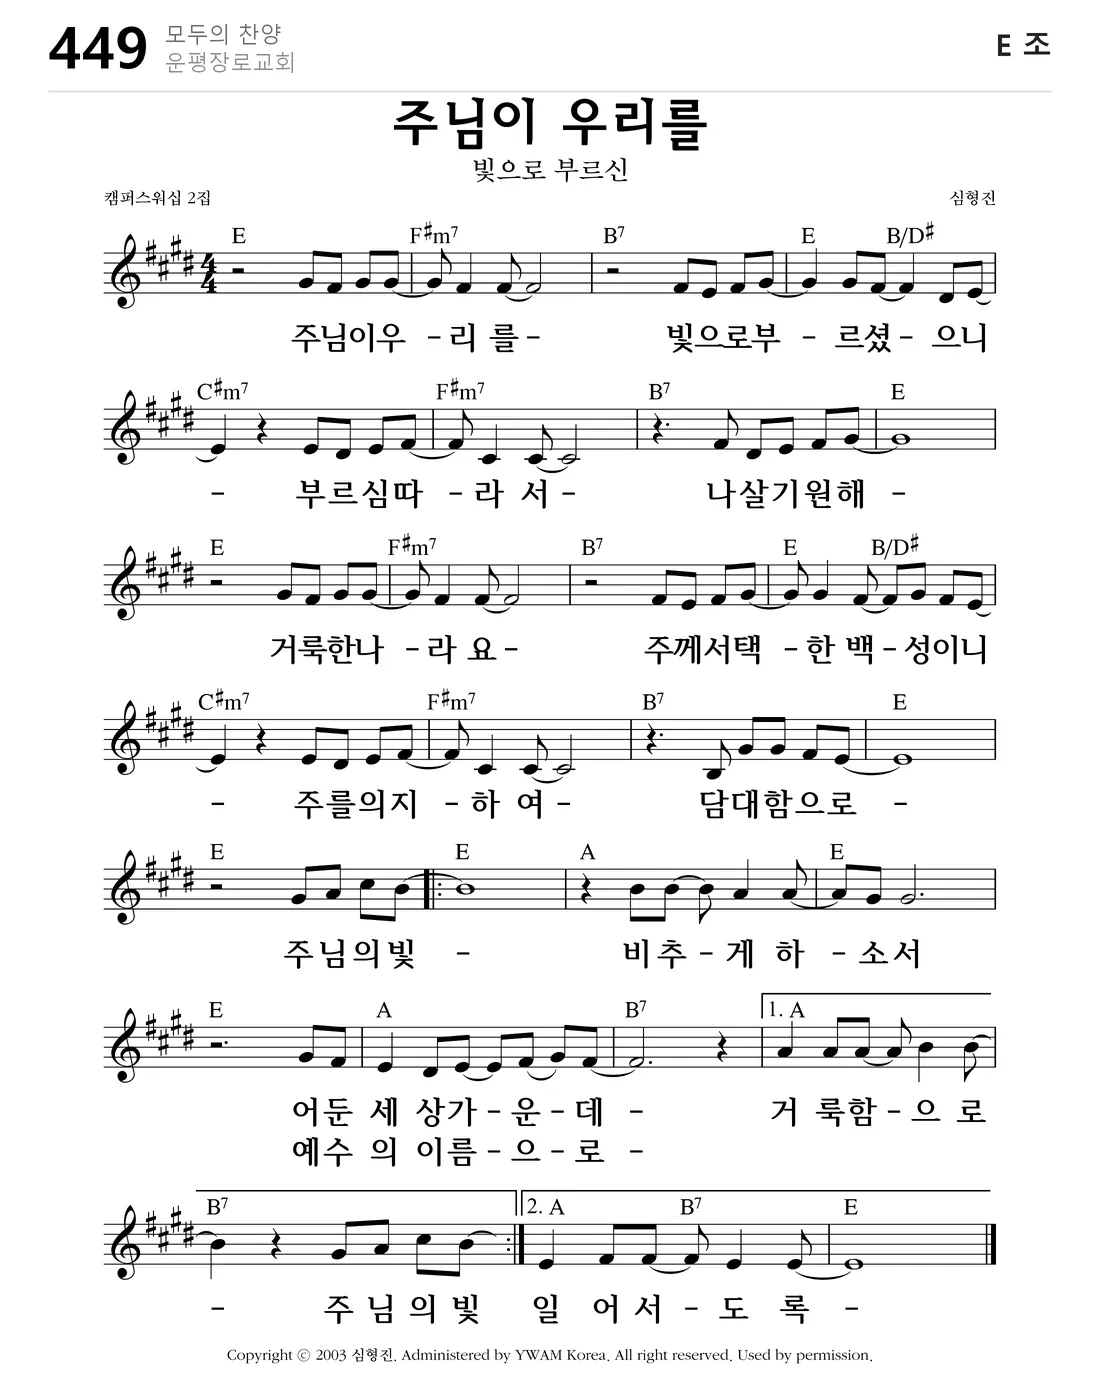 449 모두의 찬양
운평장로교회
E 조
주님이 우리를
빛으로 부르신
캠퍼스워십 2집 심형진
E F#m7 B7 E B/D#
주님이우 - 리 를 - 빛으로부 - 르셨 - 으니
C#m7 F#m7 B7 E
- 부르심따 - 라 서 - 나살기원해 -
E F#m7 B7 E B/D#
거룩한나 - 라 요 - 주께서택 - 한 백 - 성이니
C#m7 F#m7 B7 E
- 주를의지 - 하 여 - 담대함으로 -
E E A E
주님의빛 - 비추 - 게 하 - 소서
E A B7 1. A
어둔 세 상가 - 운 - 데 - 거 룩함 - 으 로
예수 의 이름 - 으 - 로 -
B7 2. A B7 E
- 주 님 의 빛 일 어 서 - 도 록 -
Copyright ⓒ 2003 심형진. Administered by YWAM Korea. All right reserved. Used by permission.